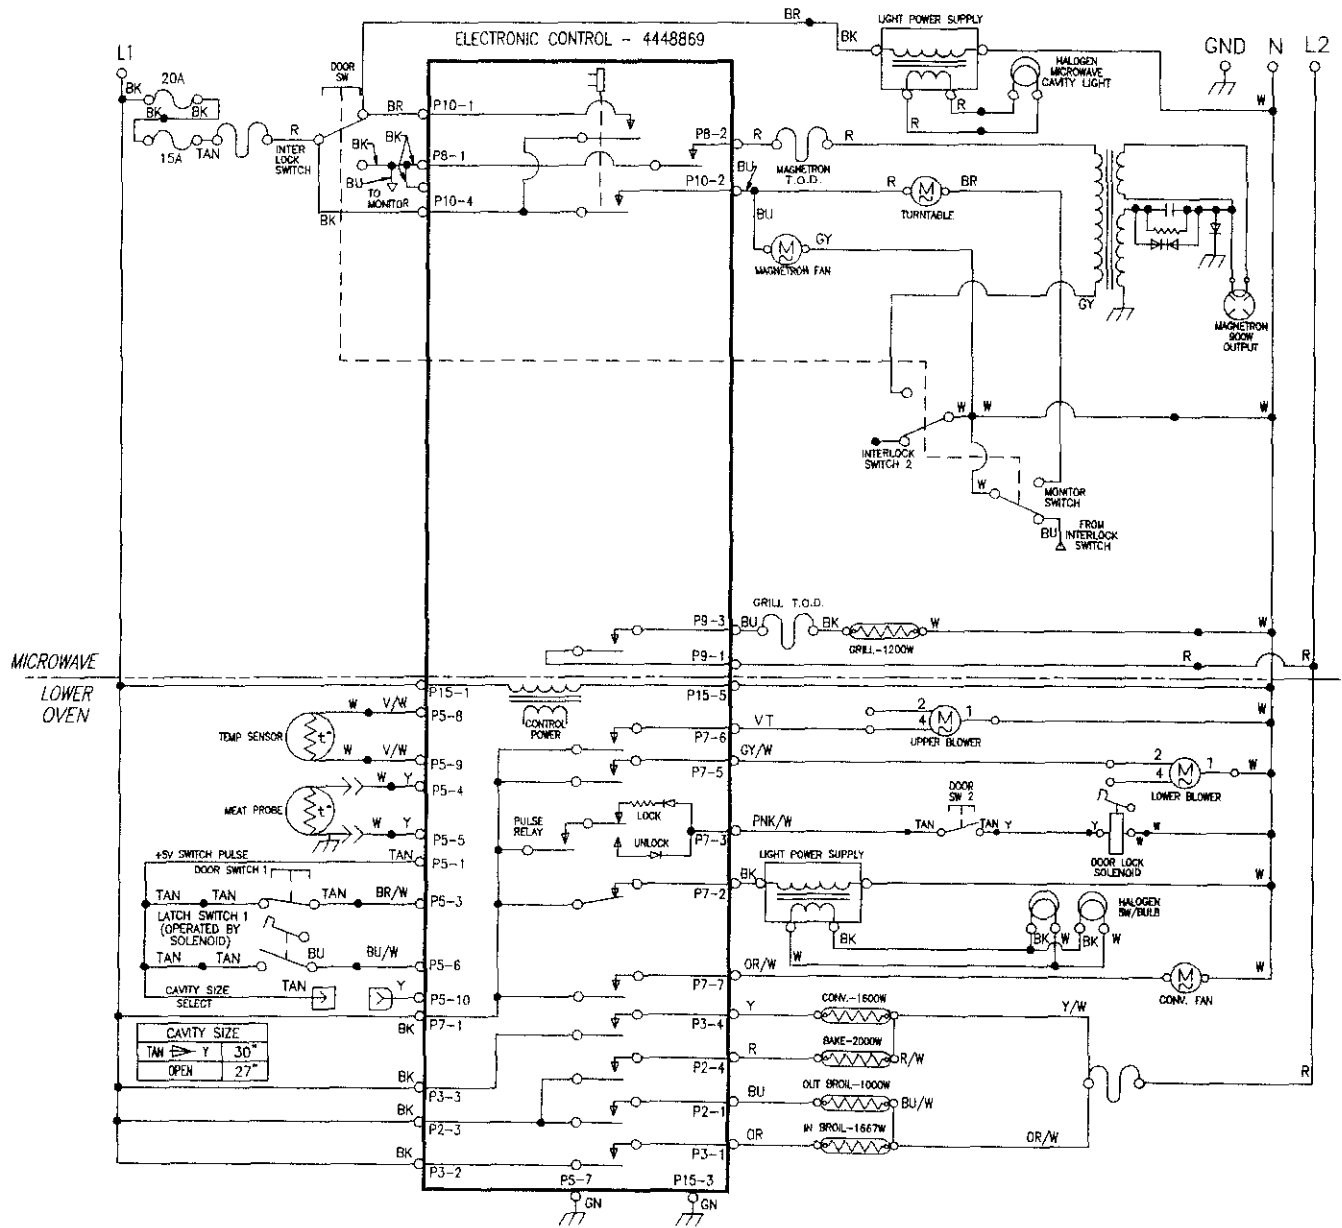 ELECTRONIC CONTROL - 4448869
BR
LIGHT POWER SUPPLY
BK
HALOGEN
MICROWAVE
CAVITY LIGHT
GND N L2
L1
20A
BK
BK BK
15A TAN
R
INTER
LOCK
SWITCH
DOOR
SW
BR
P10-1
BK
BK
P8-1
BU
TO
MONITOR
P10-4
BK
R
R
W
P8-2
R
R
MAGNETRON
T.O.D.
BU
P10-2
R
BR
TURNTABLE
BU
GY
MAGNETRON FAN
GY
MAGNETRON
900W
OUTPUT
W W
W
INTERLOCK
SWITCH 2
W
MONITOR
SWITCH
BU
FROM
INTERLOCK
SWITCH
GRILL T.O.D.
P9-3
BU
BK
W
W
GRILL-1200W
P9-1
R
R
MICROWAVE
LOWER
OVEN
P15-1
P15-5
CONTROL
POWER
W V/W
P5-8
TEMP SENSOR
W V/W
P5-9
W Y
P5-4
MEAT PROBE
W Y
P5-5
P7-6
VT
2
4
1
UPPER BLOWER
W
GY/W
P7-5
2
4
1
W
LOWER BLOWER
PULSE
RELAY
LOCK
UNLOCK
P7-3
PNK/W
TAN
DOOR
SW 2
TAN
Y
Y
W
W
DOOR LOCK
SOLENOID
W
+5V SWITCH PULSE
TAN
P5-1
DOOR SWITCH 1
TAN TAN TAN BR/W
P5-3
LATCH SWITCH 1
(OPERATED BY
SOLENOID)
TAN TAN BU BU/W
P5-6
CAVITY SIZE
SELECT
TAN
Y
P5-10
BK
P7-1
LIGHT POWER SUPPLY
BK
P7-2
W
BK
W
BK W BK W
HALOGEN
8W/BULB
OR/W
P7-7
CONV. FAN
W
CAVITY SIZE
TAN Y 30"
OPEN 27"
Y
P3-4
CONV.-1600W
Y/W
R
P2-4
BAKE-2000W
R/W
BK
P3-3
BU
P2-1
OUT BROIL-1000W
BU/W
BK
P2-3
OR
P3-1
IN BROIL-1667W
OR/W
R
BK
P3-2
P5-7
GN
P15-3
GN